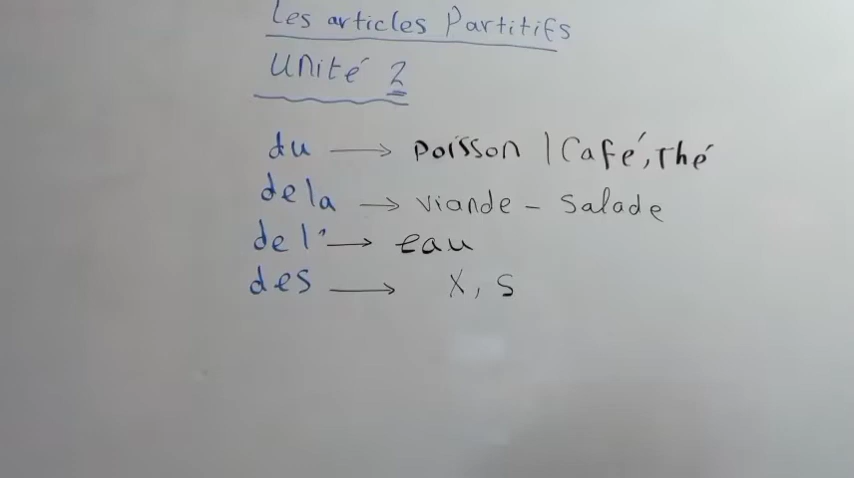 Les articles Partitifs
Unité 2
du → poisson | Café, Thé
de la → viande - Salade
de l' → eau
des → x, s